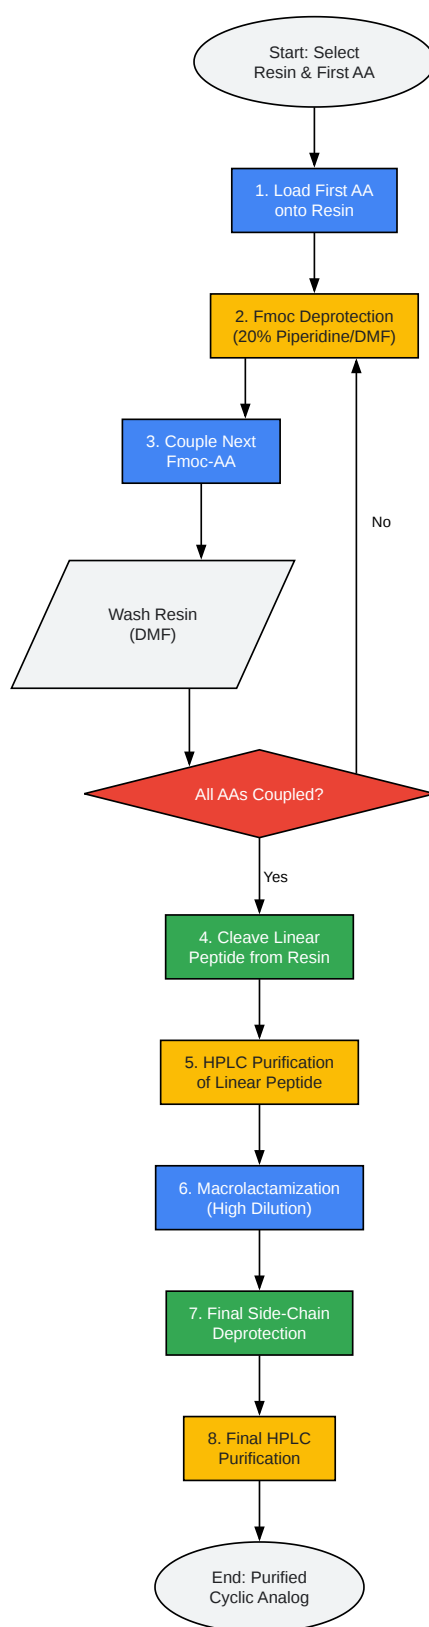 Start: Select
Resin & First AA
1. Load First AA
onto Resin
2. Fmoc Deprotection
(20% Piperidine/DMF)
3. Couple Next
Fmoc-AA
No
Wash Resin
(DMF)
All AAs Coupled?
Yes
4. Cleave Linear
Peptide from Resin
5. HPLC Purification
of Linear Peptide
6. Macrolactamization
(High Dilution)
7. Final Side-Chain
Deprotection
8. Final HPLC
Purification
End: Purified
Cyclic Analog